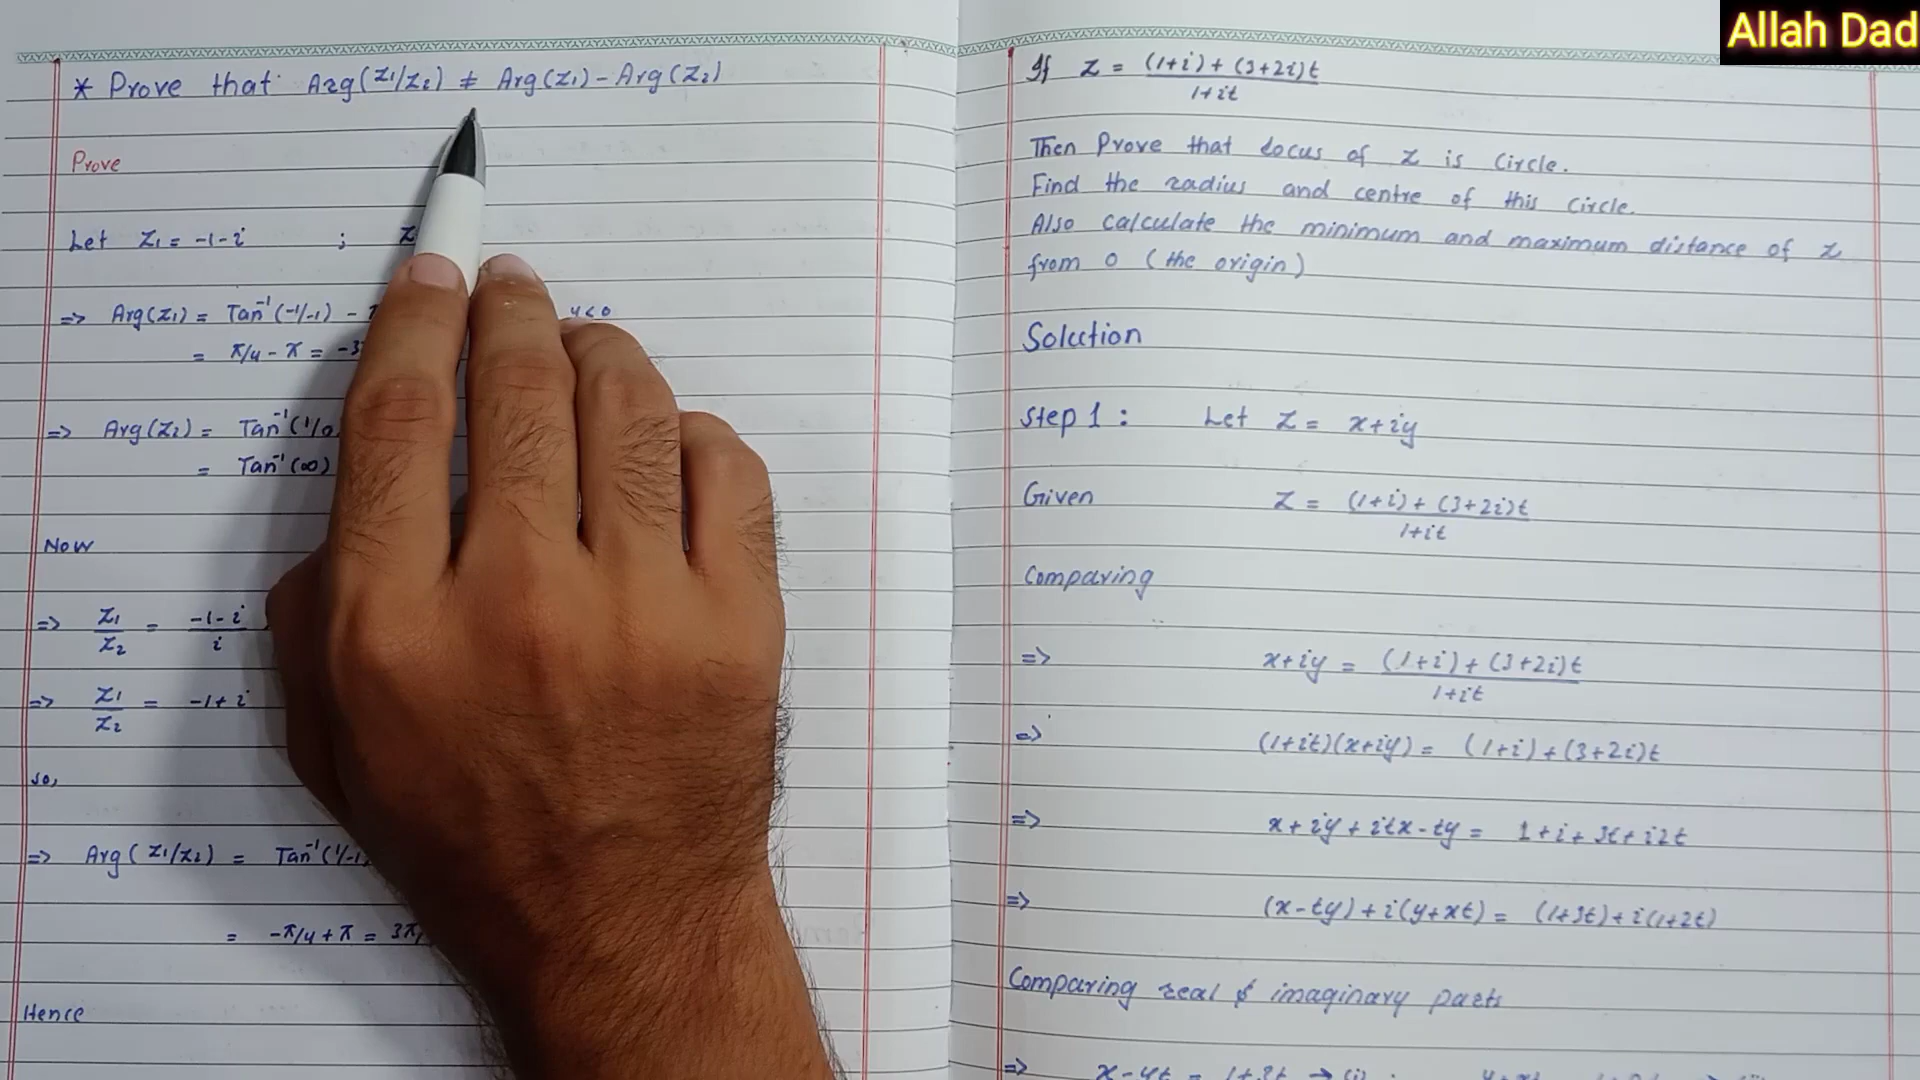 Allah Dad
* Prove that Arg(z1/z2) ≠ Arg(z1) - Arg(z2)
Prove
Let z1 = -1-i ; z
=> Arg(z1) = Tan⁻¹(-1/-1) -
y<0
= π/4 - π = -3
=> Arg(z2) = Tan⁻¹(1/0
= Tan⁻¹(∞)
Now
=> z1/z2 = -1-i/i
=> z1/z2 = -1+i
So,
=> Arg(z1/z2) = Tan⁻¹(1/-1)
= -π/4 + π = 3π/
Hence
If z = (1+i)+(3+2i)t
1+it
Then Prove that Locus of z is Circle.
Find the radius and centre of this Circle.
Also calculate the minimum and maximum distance of z
from 0 (the origin)
Solution
Step 1: Let z = x+iy
Given z = (1+i)+(3+2i)t
1+it
Comparing
=> x+iy = (1+i)+(3+2i)t
1+it
=> (1+it)(x+iy) = (1+i)+(3+2i)t
=> x+iy+itx-ty = 1+i+3t+i2t
=> (x-ty)+i(y+xt) = (1+3t)+i(1+2t)
Comparing real & imaginary parts
=> x-yt = 1+3t → (i) ;